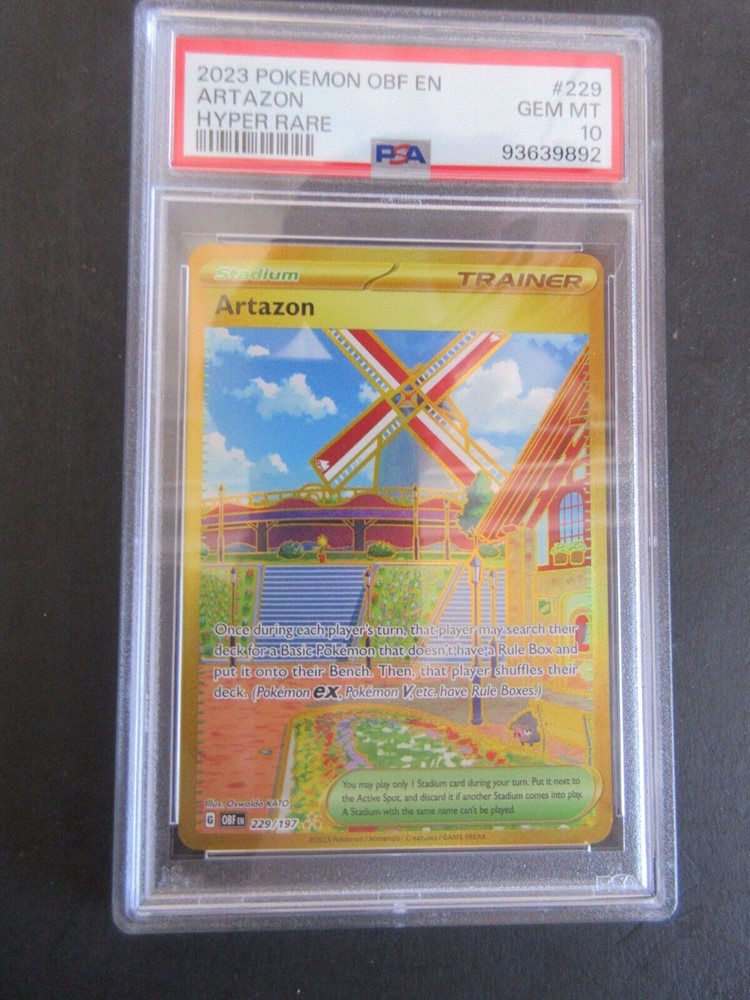 2023 POKEMON OBF EN #229
ARTAZON GEM MT
HYPER RARE 10
PSA 93639892
Stadium TRAINER
Artazon
Once during each player's turn, that player may search their
deck for a Basic Pokémon that doesn't have a Rule Box and
put it onto their Bench. Then, that player shuffles their
deck. (Pokémon ex, Pokémon V, etc. have Rule Boxes.)
You may play only 1 Stadium card during your turn. Put it next to
the Active Spot, and discard it if another Stadium comes into play.
A Stadium with the same name can't be played.
Illus. Oswaldo KATO
G OBF EN 229/197
©2023 Pokémon / Nintendo / Creatures / GAME FREAK